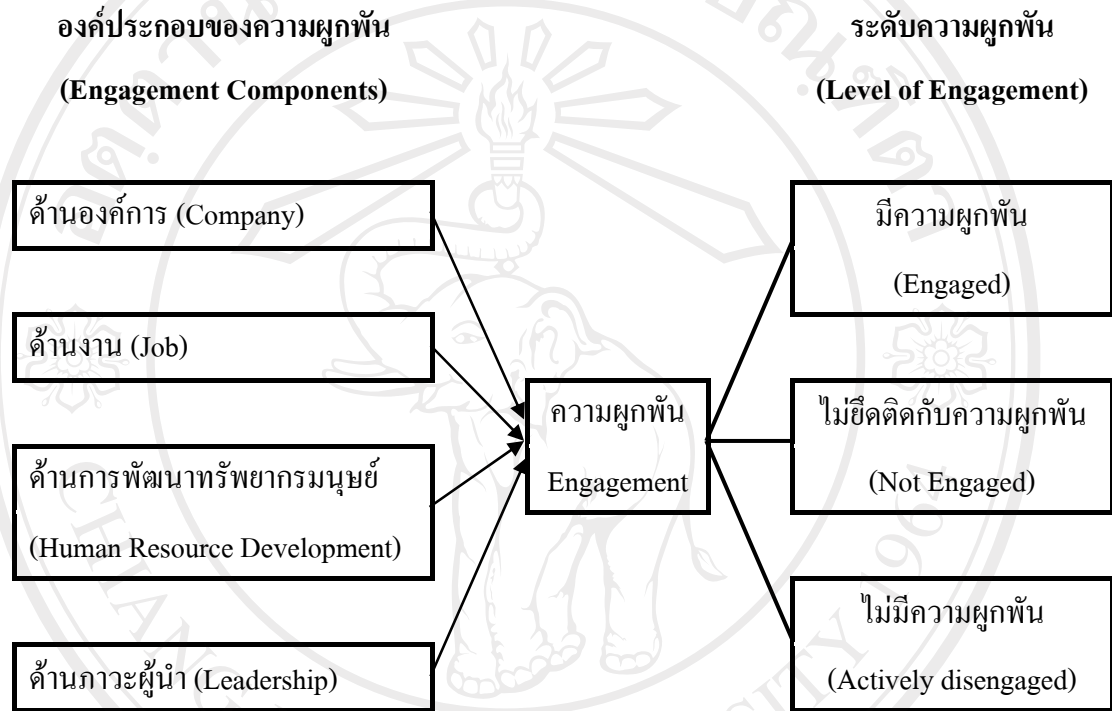 องค์ประกอบของความผูกพัน
(Engagement Components)
ด้านองค์การ (Company)
ด้านงาน (Job)
ด้านการพัฒนาทรัพยากรมนุษย์
(Human Resource Development)
ด้านภาวะผู้นำ (Leadership)
ความผูกพัน
Engagement
ระดับความผูกพัน
(Level of Engagement)
มีความผูกพัน
(Engaged)
ไม่ยึดติดกับความผูกพัน
(Not Engaged)
ไม่มีความผูกพัน
(Actively disengaged)